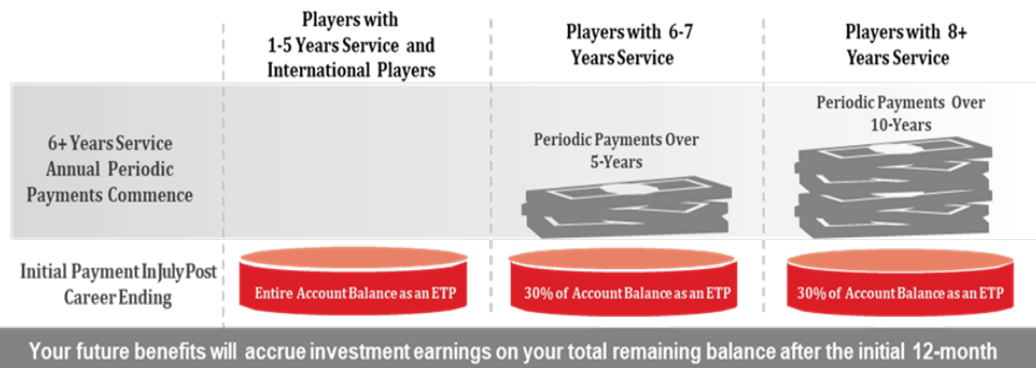 Players with
1-5 Years Service and
International Players
Players with 6-7
Years Service
Players with 8+
Years Service
6+ Years Service
Annual Periodic
Payments Commence
Periodic Payments Over
5-Years
Periodic Payments Over
10-Years
Initial Payment In July Post
Career Ending
Entire Account Balance as an ETP
30% of Account Balance as an ETP
30% of Account Balance as an ETP
Your future benefits will accrue investment earnings on your total remaining balance after the initial 12-month